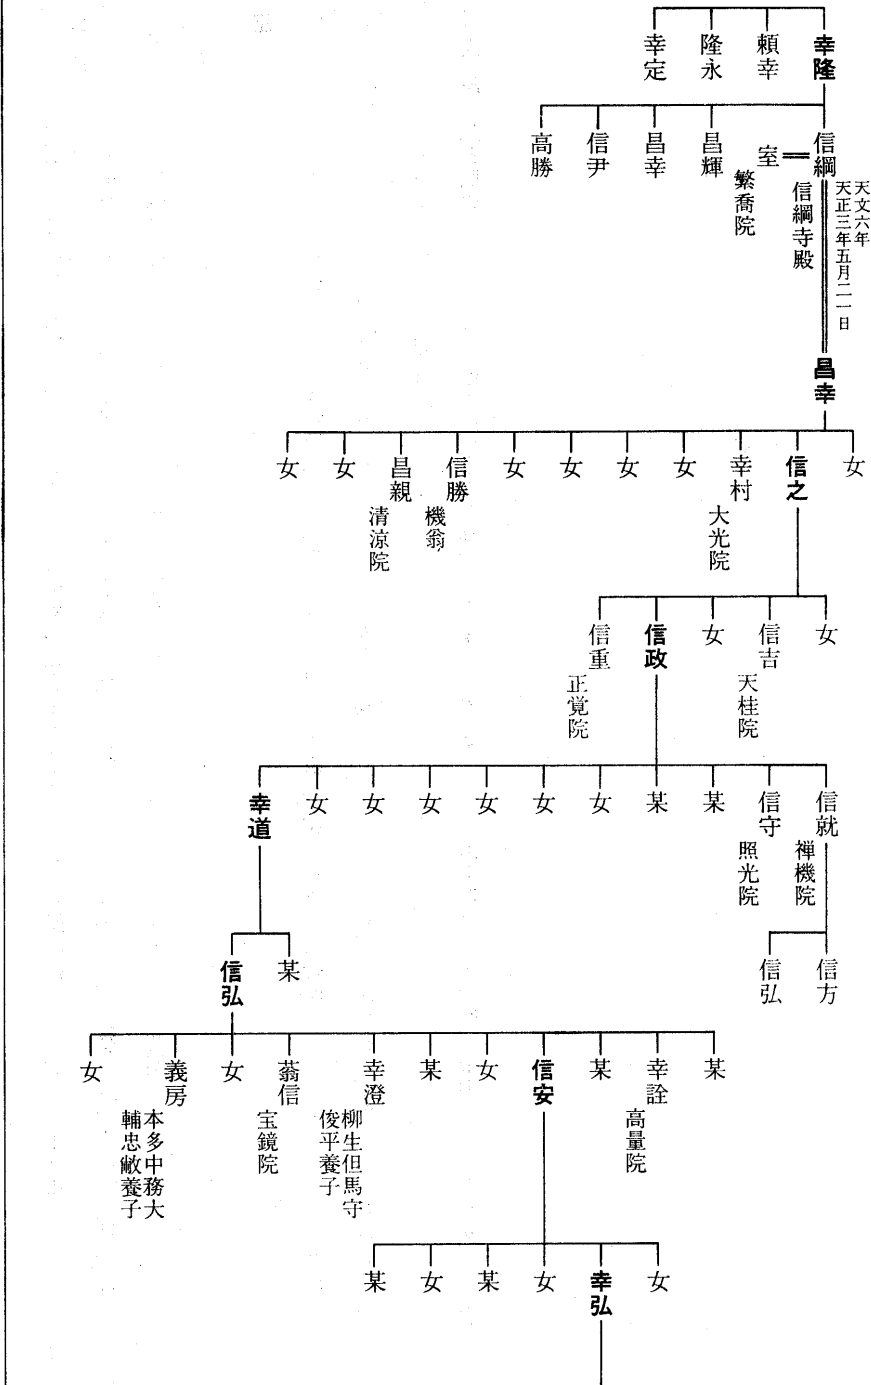 幸隆
頼幸
隆永
幸定
信綱
天文六年
天正三年五月二一日
信綱寺殿
室
繁喬院
昌輝
昌幸
信尹
高勝
昌幸
女
信之
幸村
大光院
女
女
女
女
信勝
機翁
昌親
清涼院
女
女
女
信吉
天桂院
女
信政
信重
正覚院
信就
禅機院
信守
照光院
某
某
女
女
女
女
女
女
幸道
信方
信弘
某
信弘
某
幸詮
高量院
某
信安
女
某
幸澄
柳生但馬守
俊平養子
蓊信
宝鏡院
女
義房
本多中務大
輔忠敞養子
女
女
幸弘
女
某
女
某